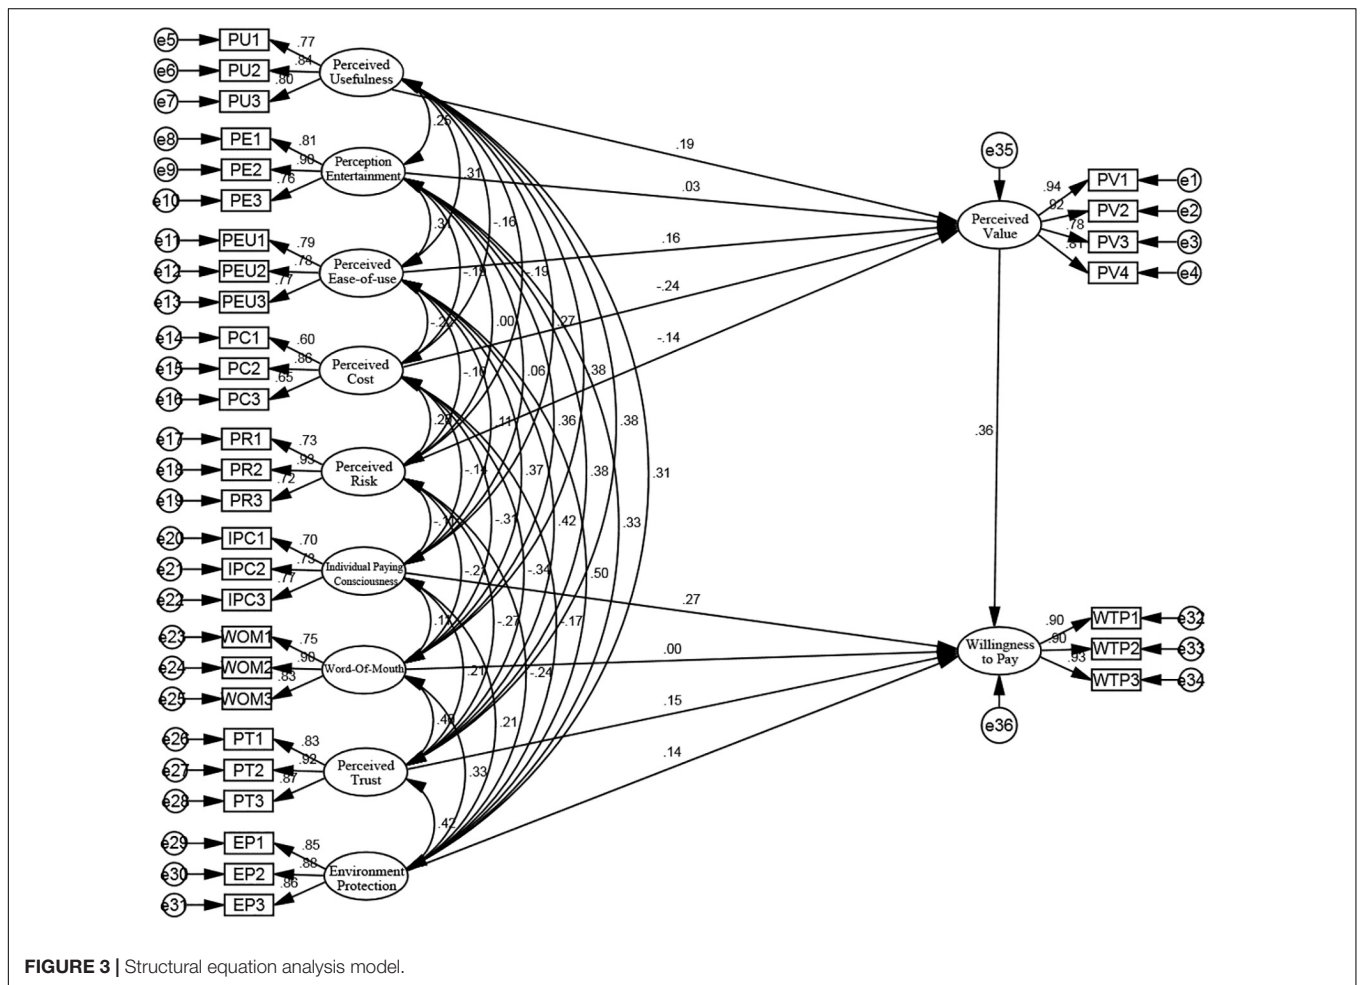 e5 PU1 .77
e6 PU2 .84
e7 PU3 .80
Perceived
Usefulness
e8 PE1 .81
e9 PE2 .90
e10 PE3 .76
Perception
Entertainment
e11 PEU1 .79
e12 PEU2 .78
e13 PEU3 .77
Perceived
Ease-of-use
e14 PC1 .60
e15 PC2 .86
e16 PC3 .65
Perceived
Cost
e17 PR1 .73
e18 PR2 .93
e19 PR3 .72
Perceived
Risk
e20 IPC1 .70
e21 IPC2 .73
e22 IPC3 .77
Individual Paying
Consciousness
e23 WOM1 .75
e24 WOM2 .90
e25 WOM3 .83
Word-Of-Mouth
e26 PT1 .83
e27 PT2 .92
e28 PT3 .87
Perceived
Trust
e29 EP1 .85
e30 EP2 .88
e31 EP3 .86
Environment
Protection
.31
-.16
-.19
.00
.27
.06
.38
.11
.36
.38
.37
.38
.31
-.31
.42
.33
-.34
.50
-.27
-.17
.21
-.24
.21
.33
.42
.19
.03
.16
-.24
-.14
.36
.27
.00
.15
.14
e35
Perceived
Value
.94 PV1 e1
.92 PV2 e2
.78 PV3 e3
.81 PV4 e4
Willingness
to Pay
e36
.90 WTP1 e32
.90 WTP2 e33
.93 WTP3 e34
FIGURE 3 | Structural equation analysis model.